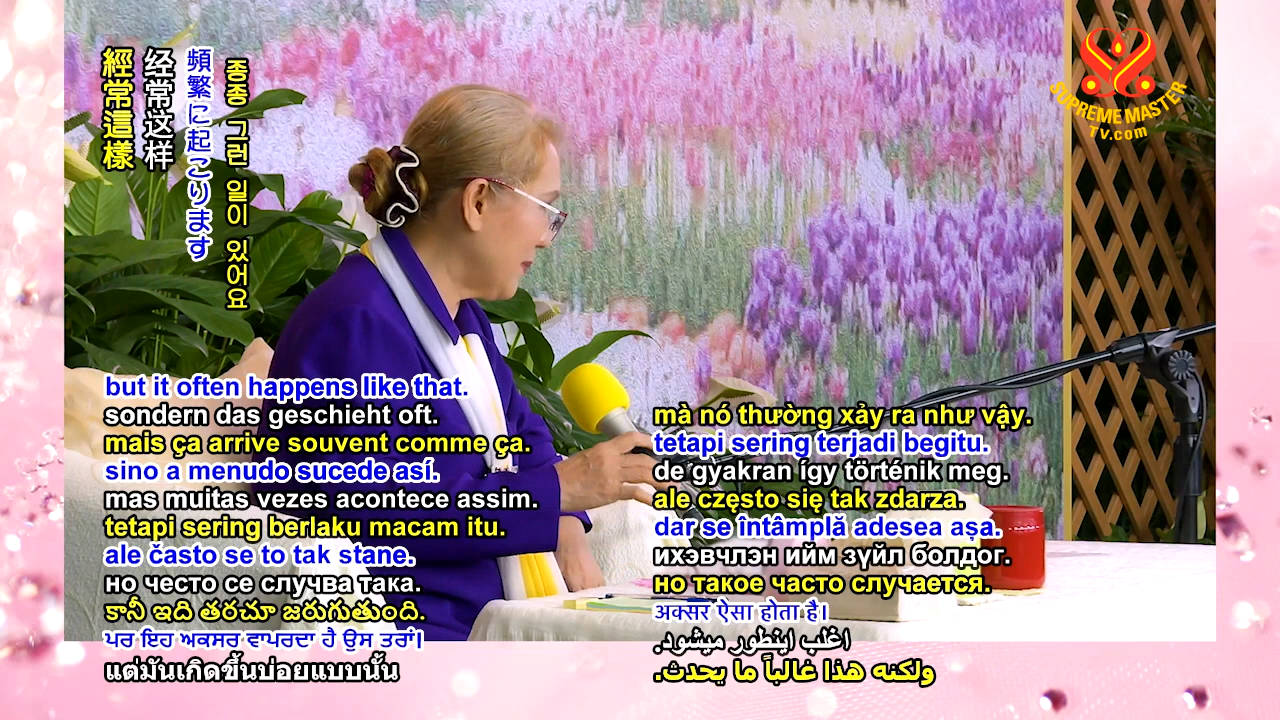 經常這樣
经常这样
頻繁に起こります
종종 그런 일이 있어요
SUPREME MASTER
TV.com
but it often happens like that.
sondern das geschieht oft.
mais ça arrive souvent comme ça.
sino a menudo sucede así.
mas muitas vezes acontece assim.
tetapi sering berlaku macam itu.
ale často se to tak stane.
но често се случва така.
కానీ ఇది తరచూ జరుగుతుంది.
ਪਰ ਇਹ ਅਕਸਰ ਵਾਪਰਦਾ ਹੈ ਉਸ ਤਰਾਂ।
แต่มันเกิดขึ้นบ่อยแบบนั้น
mà nó thường xảy ra như vậy.
tetapi sering terjadi begitu.
de gyakran így történik meg.
ale często się tak zdarza.
dar se întâmplă adesea așa.
ихэвчлэн ийм зүйл болдог.
но такое часто случается.
अक्सर ऐसा होता है।
اغلب اینطور میشود.
ولكنه هذا غالباً ما يحدث.